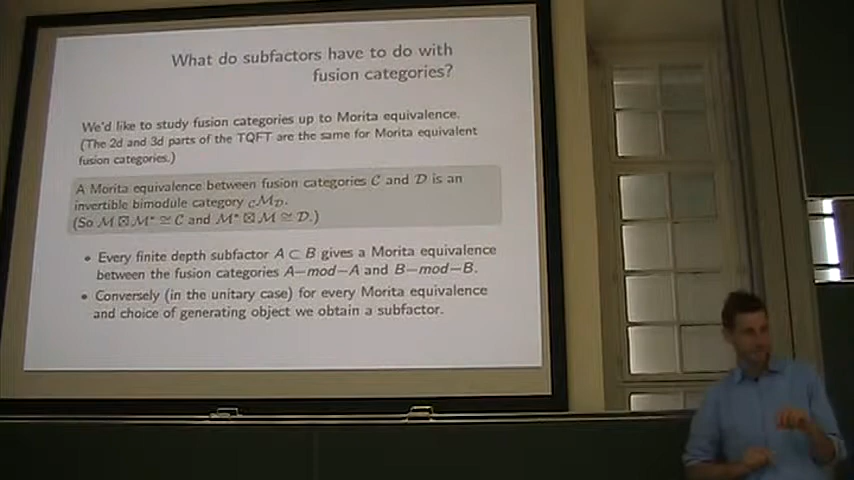 What do subfactors have to do with
fusion categories?
We'd like to study fusion categories up to Morita equivalence.
(The 2d and 3d parts of the TQFT are the same for Morita equivalent
fusion categories.)
A Morita equivalence between fusion categories 𝒞 and 𝒟 is an
invertible bimodule category 𝒞ℳ𝒟.
(So ℳ ⊠ ℳ* ≅ 𝒞 and ℳ* ⊠ ℳ ≅ 𝒟.)
• Every finite depth subfactor A ⊂ B gives a Morita equivalence
between the fusion categories A−mod−A and B−mod−B.
• Conversely (in the unitary case) for every Morita equivalence
and choice of generating object we obtain a subfactor.